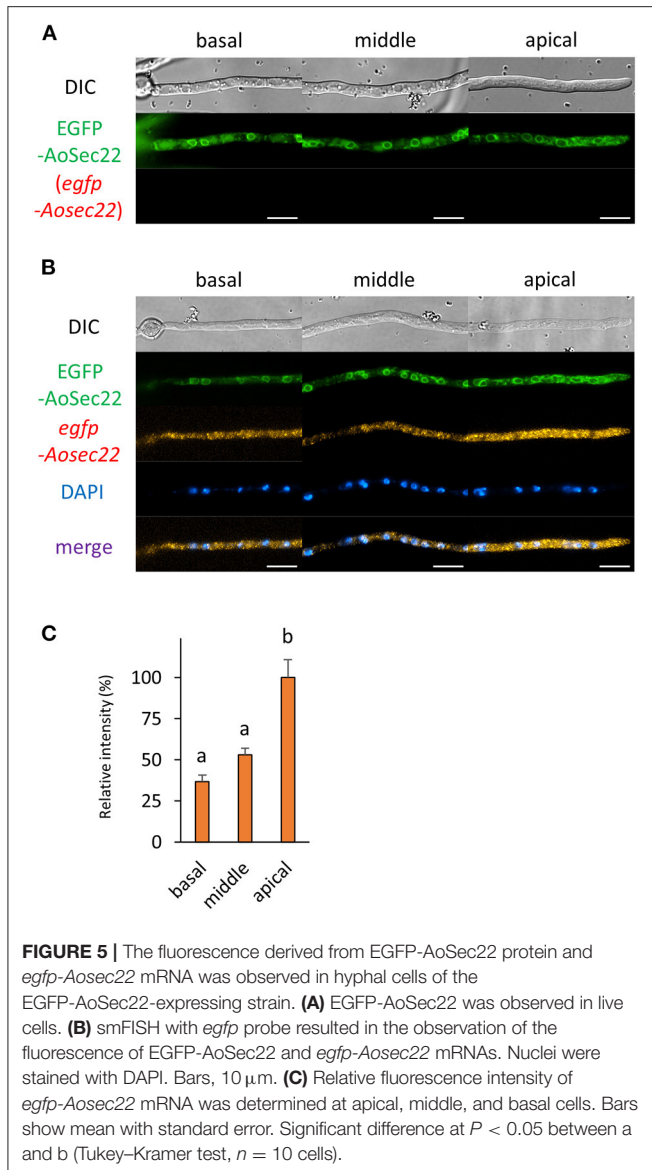 A
basal middle apical
DIC
EGFP
-AoSec22
(egfp
-Aosec22)
B
basal middle apical
DIC
EGFP
-AoSec22
egfp
-Aosec22
DAPI
merge
C
Relative intensity (%)
100
75
50
25
0
a
a
b
basal
middle
apical
FIGURE 5 | The fluorescence derived from EGFP-AoSec22 protein and
egfp-Aosec22 mRNA was observed in hyphal cells of the
EGFP-AoSec22-expressing strain. (A) EGFP-AoSec22 was observed in live
cells. (B) smFISH with egfp probe resulted in the observation of the
fluorescence of EGFP-AoSec22 and egfp-Aosec22 mRNAs. Nuclei were
stained with DAPI. Bars, 10 μm. (C) Relative fluorescence intensity of
egfp-Aosec22 mRNA was determined at apical, middle, and basal cells. Bars
show mean with standard error. Significant difference at P < 0.05 between a
and b (Tukey–Kramer test, n = 10 cells).